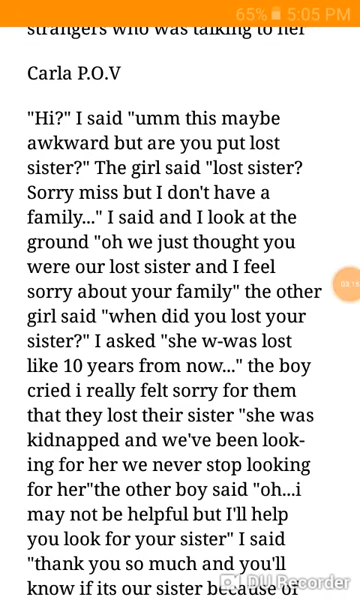 65% 5:05 PM
strangers who was talking to her
Carla P.O.V
"Hi?" I said "umm this maybe
awkward but are you put lost
sister?" The girl said "lost sister?
Sorry miss but I don't have a
family..." I said and I look at the
ground "oh we just thought you
were our lost sister and I feel
sorry about your family" the other
girl said "when did you lost your
sister?" I asked "she w-was lost
like 10 years from now..." the boy
cried i really felt sorry for them
that they lost their sister "she was
kidnapped and we've been look-
ing for her we never stop looking
for her"the other boy said "oh...i
may not be helpful but I'll help
you look for your sister" I said
"thank you so much and you'll
know if its our sister because of
03:15
DU Recorder